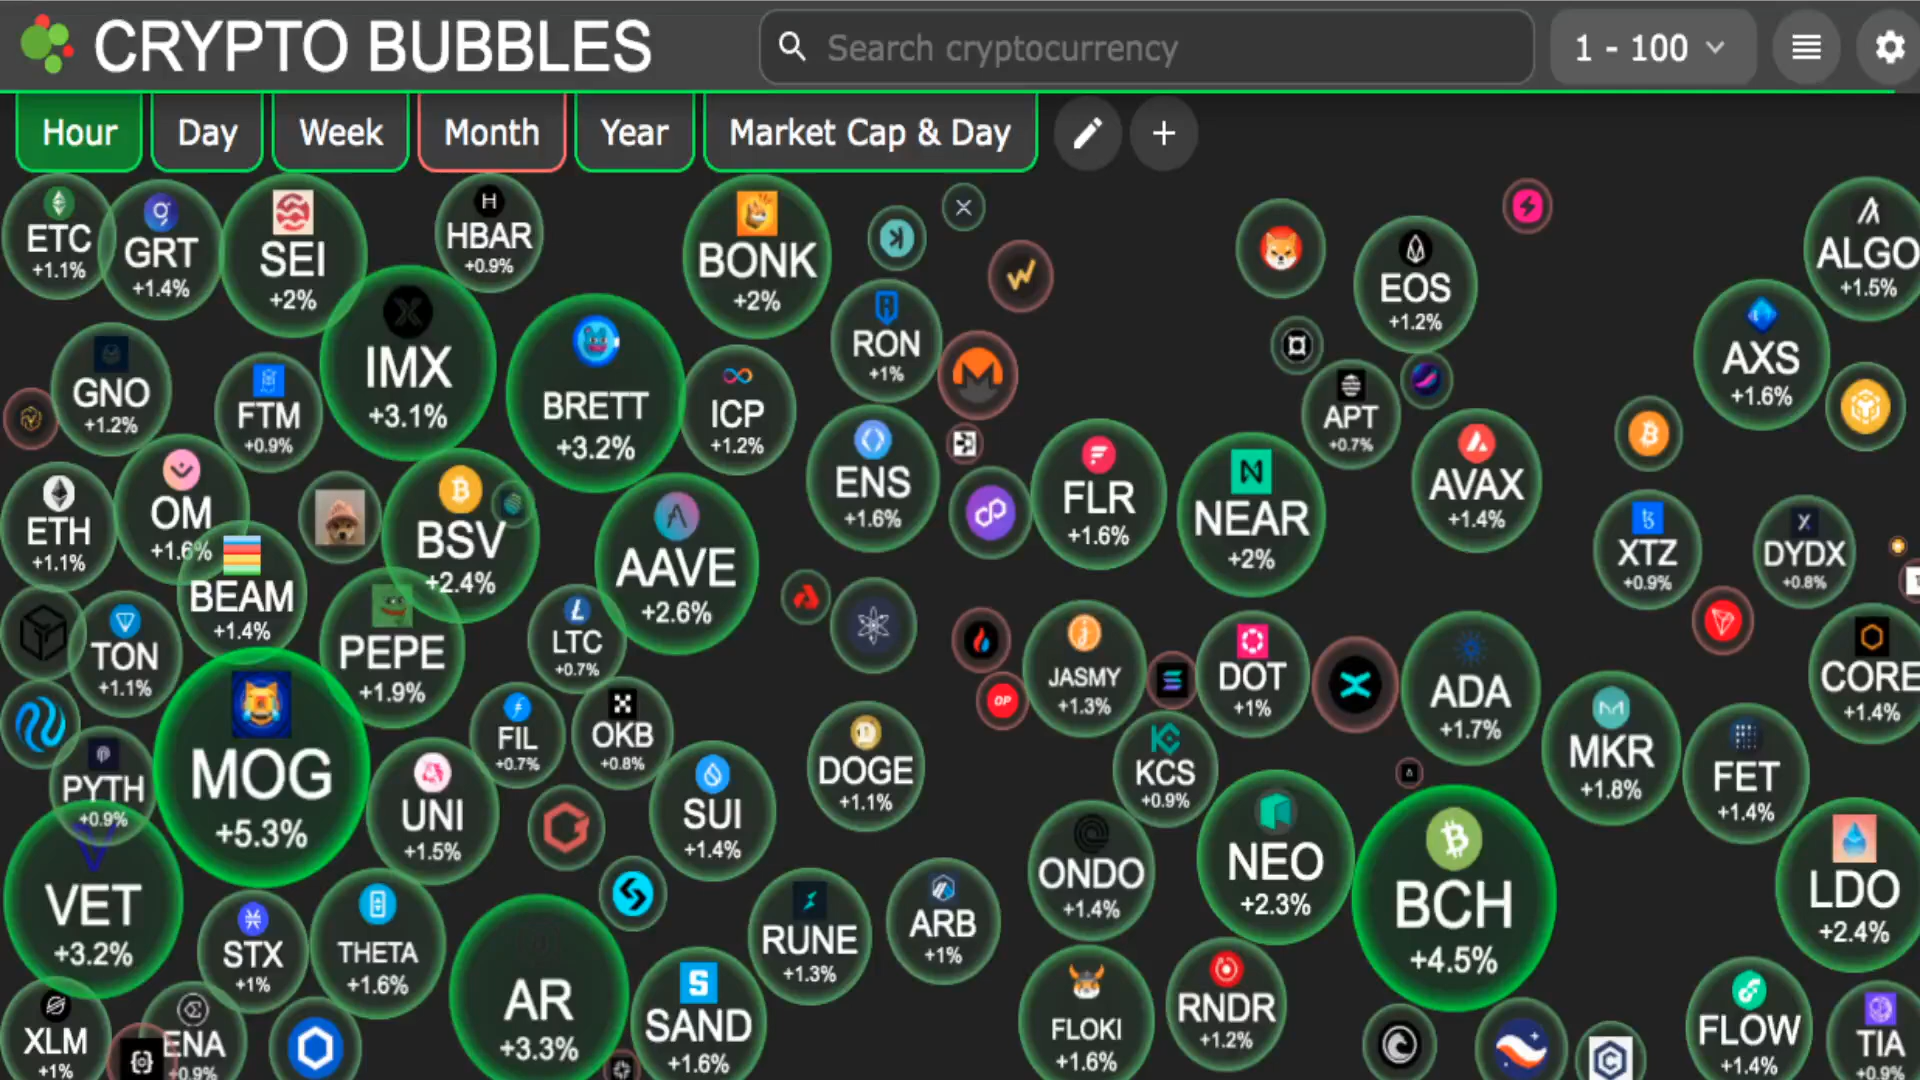 CRYPTO BUBBLES
Search cryptocurrency
1 - 100
Hour
Day
Week
Month
Year
Market Cap & Day
ETC
+1.1%
GRT
+1.4%
SEI
+2%
H
HBAR
+0.9%
BONK
+2%
EOS
+1.2%
ALGO
+1.5%
IMX
+3.1%
BRETT
+3.2%
RON
+1%
AXS
+1.6%
GNO
+1.2%
FTM
+0.9%
ICP
+1.2%
APT
+0.7%
ENS
+1.6%
FLR
+1.6%
NEAR
+2%
AVAX
+1.4%
ETH
+1.1%
OM
+1.6%
BSV
+2.4%
AAVE
+2.6%
XTZ
+0.9%
DYDX
+0.8%
BEAM
+1.4%
TON
+1.1%
PEPE
+1.9%
LTC
+0.7%
OP
JASMY
+1.3%
DOT
+1%
ADA
+1.7%
CORE
+1.4%
MOG
+5.3%
PYTH
+0.9%
FIL
+0.7%
OKB
+0.8%
DOGE
+1.1%
KCS
+0.9%
MKR
+1.8%
FET
+1.4%
UNI
+1.5%
SUI
+1.4%
VET
+3.2%
ONDO
+1.4%
NEO
+2.3%
BCH
+4.5%
LDO
+2.4%
STX
+1%
THETA
+1.6%
AR
+3.3%
RUNE
+1.3%
ARB
+1%
XLM
+1%
ENA
+0.9%
SAND
+1.6%
FLOKI
+1.6%
RNDR
+1.2%
FLOW
+1.4%
TIA
+0.9%